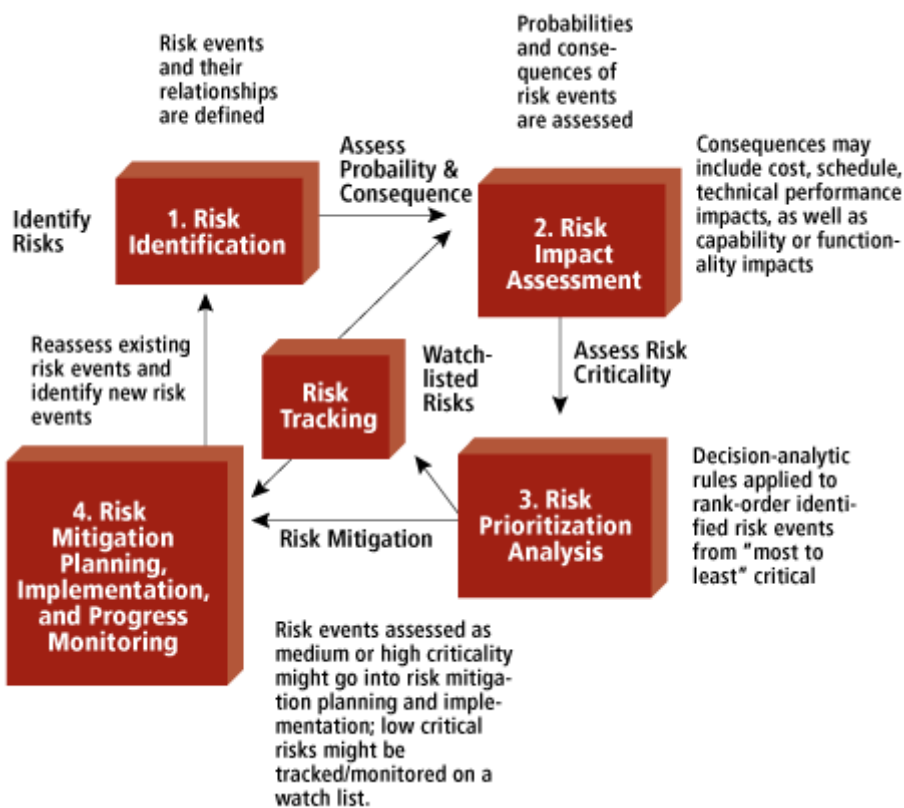 Risk events
and their
relationships
are defined
Probabilities
and conse-
quences of
risk events
are assessed
Assess
Probaility &
Consequence
Identify
Risks
1. Risk
Identification
2. Risk
Impact
Assessment
Consequences may
include cost, schedule,
technical performance
impacts, as well as
capability or function-
ality impacts
Reassess existing
risk events and
identify new risk
events
Risk
Tracking
Watch-
listed
Risks
Assess Risk
Criticality
4. Risk
Mitigation
Planning,
Implementation,
and Progress
Monitoring
Risk Mitigation
3. Risk
Prioritization
Analysis
Decision-analytic
rules applied to
rank-order identi-
fied risk events
from "most to
least" critical
Risk events assessed as
medium or high criticality
might go into risk mitiga-
tion planning and imple-
mentation; low critical
risks might be
tracked/monitored on a
watch list.